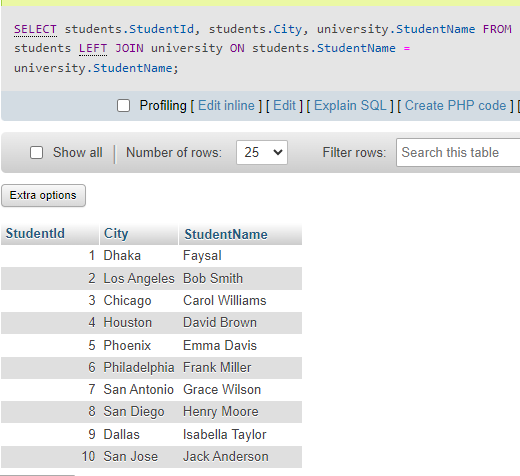 SELECT students.StudentId, students.City, university.StudentName FROM
students LEFT JOIN university ON students.StudentName =
university.StudentName;
Profiling [ Edit inline ] [ Edit ] [ Explain SQL ] [ Create PHP code ] [
Show all Number of rows: 25 Filter rows: Search this table
Extra options
StudentId City StudentName
1 Dhaka Faysal
2 Los Angeles Bob Smith
3 Chicago Carol Williams
4 Houston David Brown
5 Phoenix Emma Davis
6 Philadelphia Frank Miller
7 San Antonio Grace Wilson
8 San Diego Henry Moore
9 Dallas Isabella Taylor
10 San Jose Jack Anderson